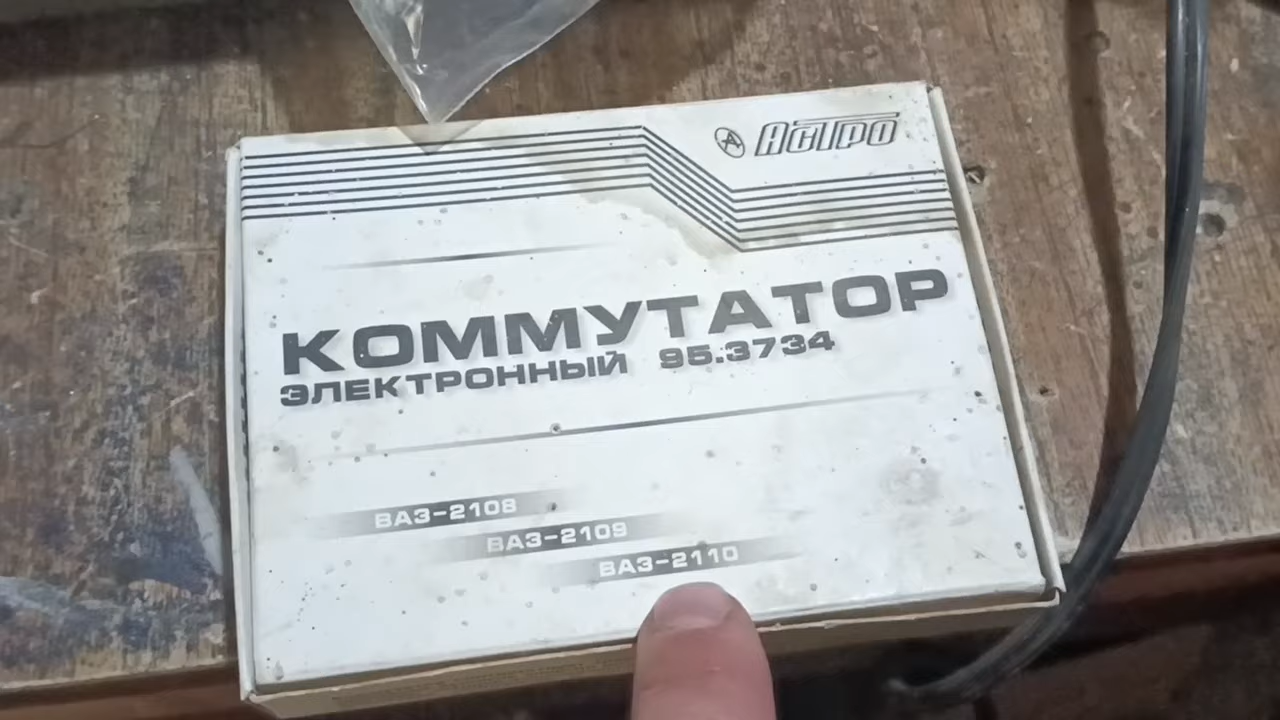 АСТРО
КОММУТАТОР
ЭЛЕКТРОННЫЙ 95.3734
ВАЗ-2108
ВАЗ-2109
ВАЗ-2110